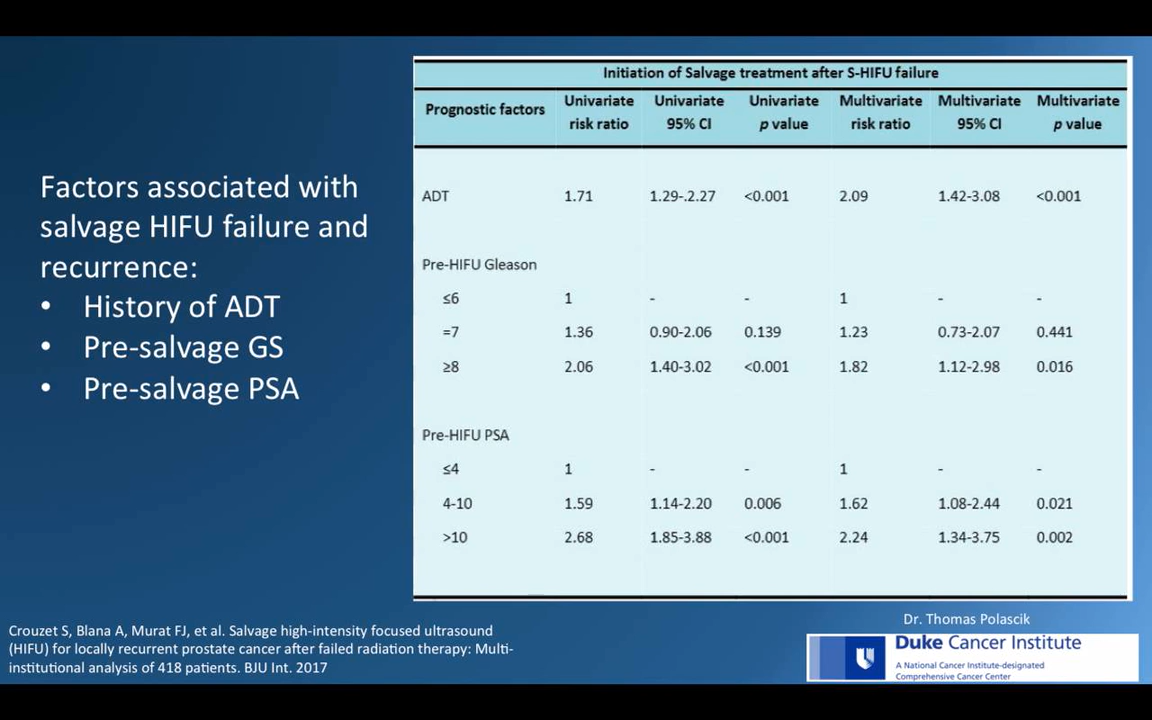 Factors associated with
salvage HIFU failure and
recurrence:
• History of ADT
• Pre-salvage GS
• Pre-salvage PSA
Initiation of Salvage treatment after S-HIFU failure
Prognostic factors Univariate risk ratio Univariate 95% CI Univariate p value Multivariate risk ratio Multivariate 95% CI Multivariate p value
ADT 1.71 1.29-.2.27 <0.001 2.09 1.42-3.08 <0.001
Pre-HIFU Gleason
≤6 1 - - 1 - -
=7 1.36 0.90-2.06 0.139 1.23 0.73-2.07 0.441
≥8 2.06 1.40-3.02 <0.001 1.82 1.12-2.98 0.016
Pre-HIFU PSA
≤4 1 - - 1 - -
4-10 1.59 1.14-2.20 0.006 1.62 1.08-2.44 0.021
>10 2.68 1.85-3.88 <0.001 2.24 1.34-3.75 0.002
Crouzet S, Blana A, Murat FJ, et al. Salvage high-intensity focused ultrasound
(HIFU) for locally recurrent prostate cancer after failed radiation therapy: Multi-
institutional analysis of 418 patients. BJU Int. 2017
Dr. Thomas Polascik
Duke Cancer Institute
A National Cancer Institute-designated
Comprehensive Cancer Center